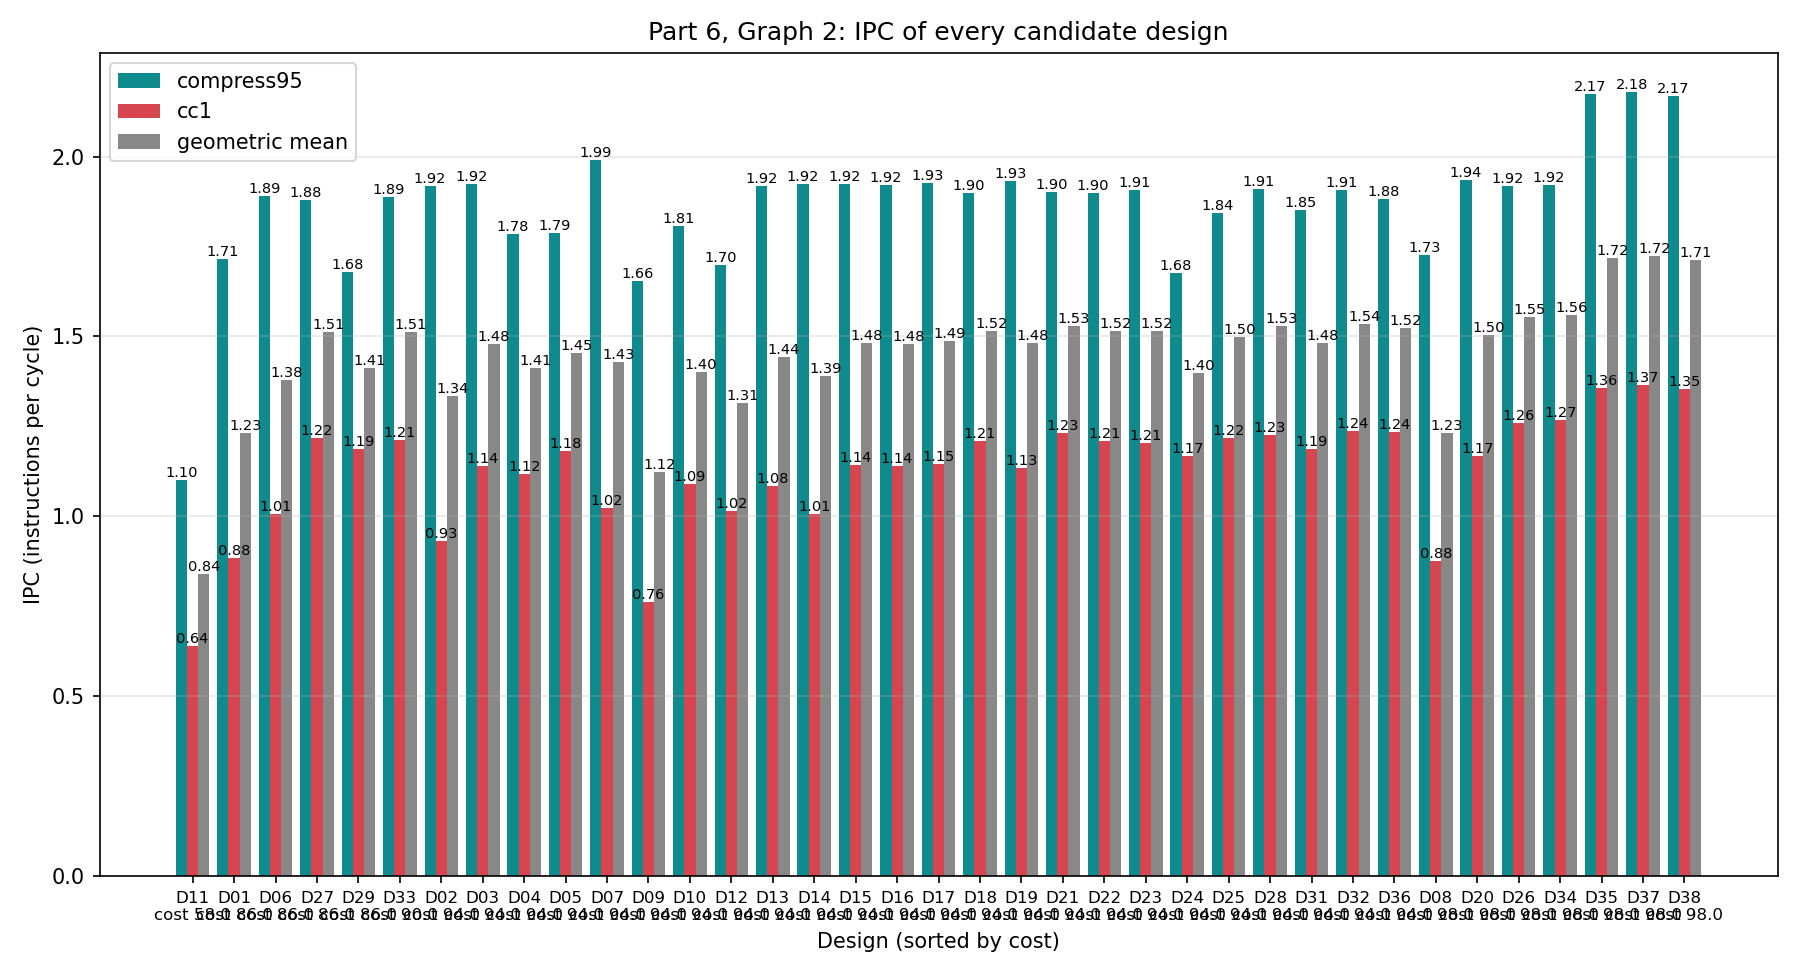 Part 6, Graph 2: IPC of every candidate design
compress95
cc1
geometric mean
IPC (instructions per cycle)
2.0
1.5
1.0
0.5
0.0
1.10 0.64 0.84
1.71 0.88 1.23
1.89 1.01 1.38
1.88 1.22 1.51
1.68 1.19 1.41
1.89 1.21 1.51
1.92 0.93 1.34
1.92 1.14 1.48
1.78 1.12 1.41
1.79 1.18 1.45
1.99 1.02 1.43
1.66 0.76 1.12
1.81 1.09 1.40
1.70 1.02 1.31
1.92 1.08 1.44
1.92 1.01 1.39
1.92 1.14 1.48
1.92 1.14 1.48
1.93 1.15 1.49
1.90 1.21 1.52
1.93 1.13 1.48
1.90 1.23 1.53
1.90 1.21 1.52
1.91 1.21 1.52
1.68 1.17 1.40
1.84 1.22 1.50
1.91 1.23 1.53
1.85 1.19 1.48
1.91 1.24 1.54
1.88 1.24 1.52
1.73 0.88 1.23
1.94 1.17 1.50
1.92 1.26 1.55
1.92 1.27 1.56
2.17 1.36 1.72
2.18 1.37 1.72
2.17 1.35 1.71
D11 D01 D06 D27 D29 D33 D02 D03 D04 D05 D07 D09 D10 D12 D13 D14 D15 D16 D17 D18 D19 D21 D22 D23 D24 D25 D28 D31 D32 D36 D08 D20 D26 D34 D35 D37 D38
cost 98.0
Design (sorted by cost)